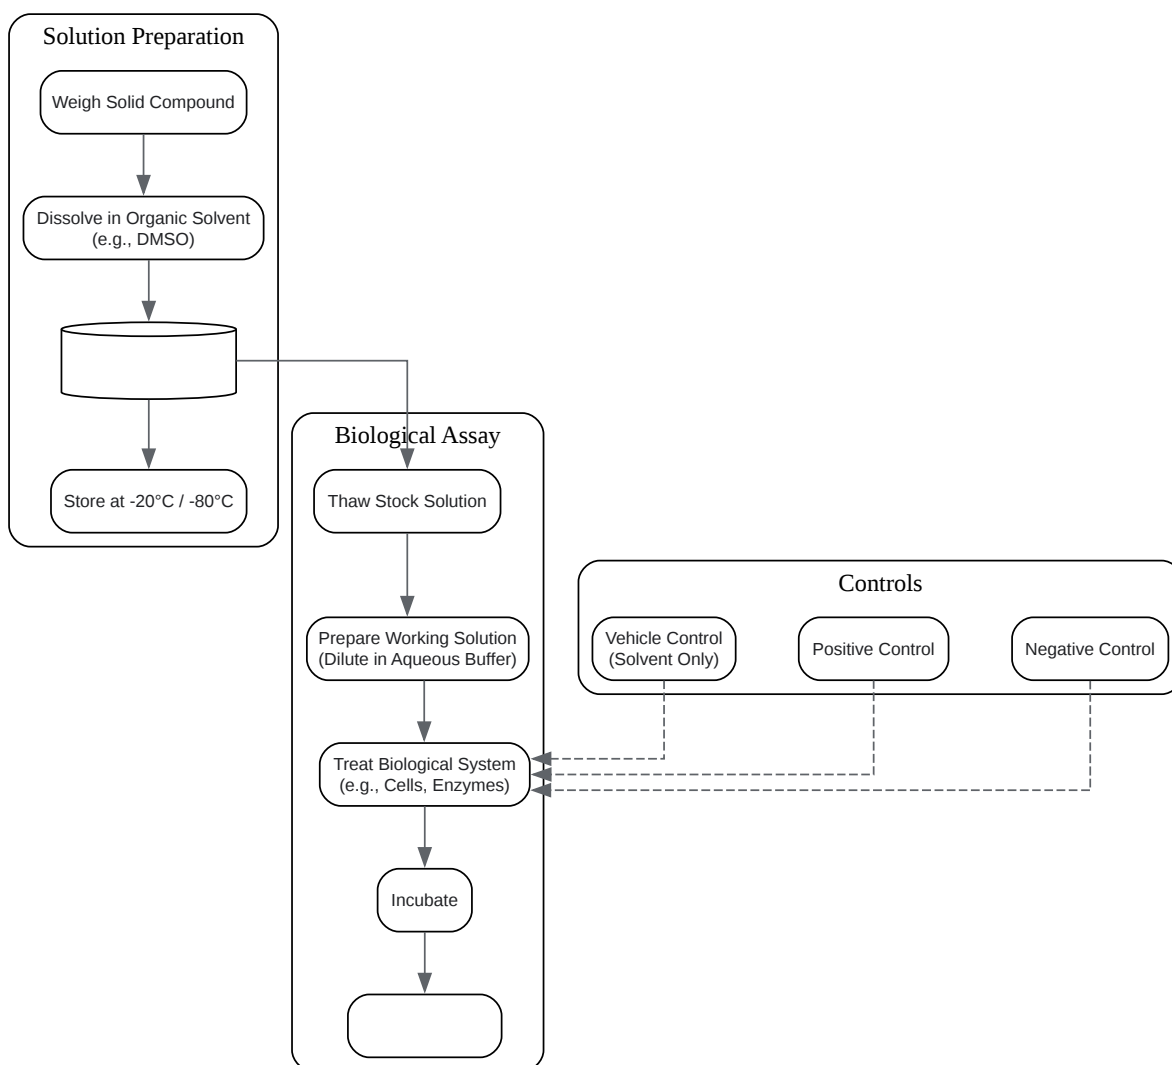 Solution Preparation
Weigh Solid Compound
Dissolve in Organic Solvent
(e.g., DMSO)
Store at -20°C / -80°C
Biological Assay
Thaw Stock Solution
Prepare Working Solution
(Dilute in Aqueous Buffer)
Treat Biological System
(e.g., Cells, Enzymes)
Incubate
Controls
Vehicle Control
(Solvent Only)
Positive Control
Negative Control